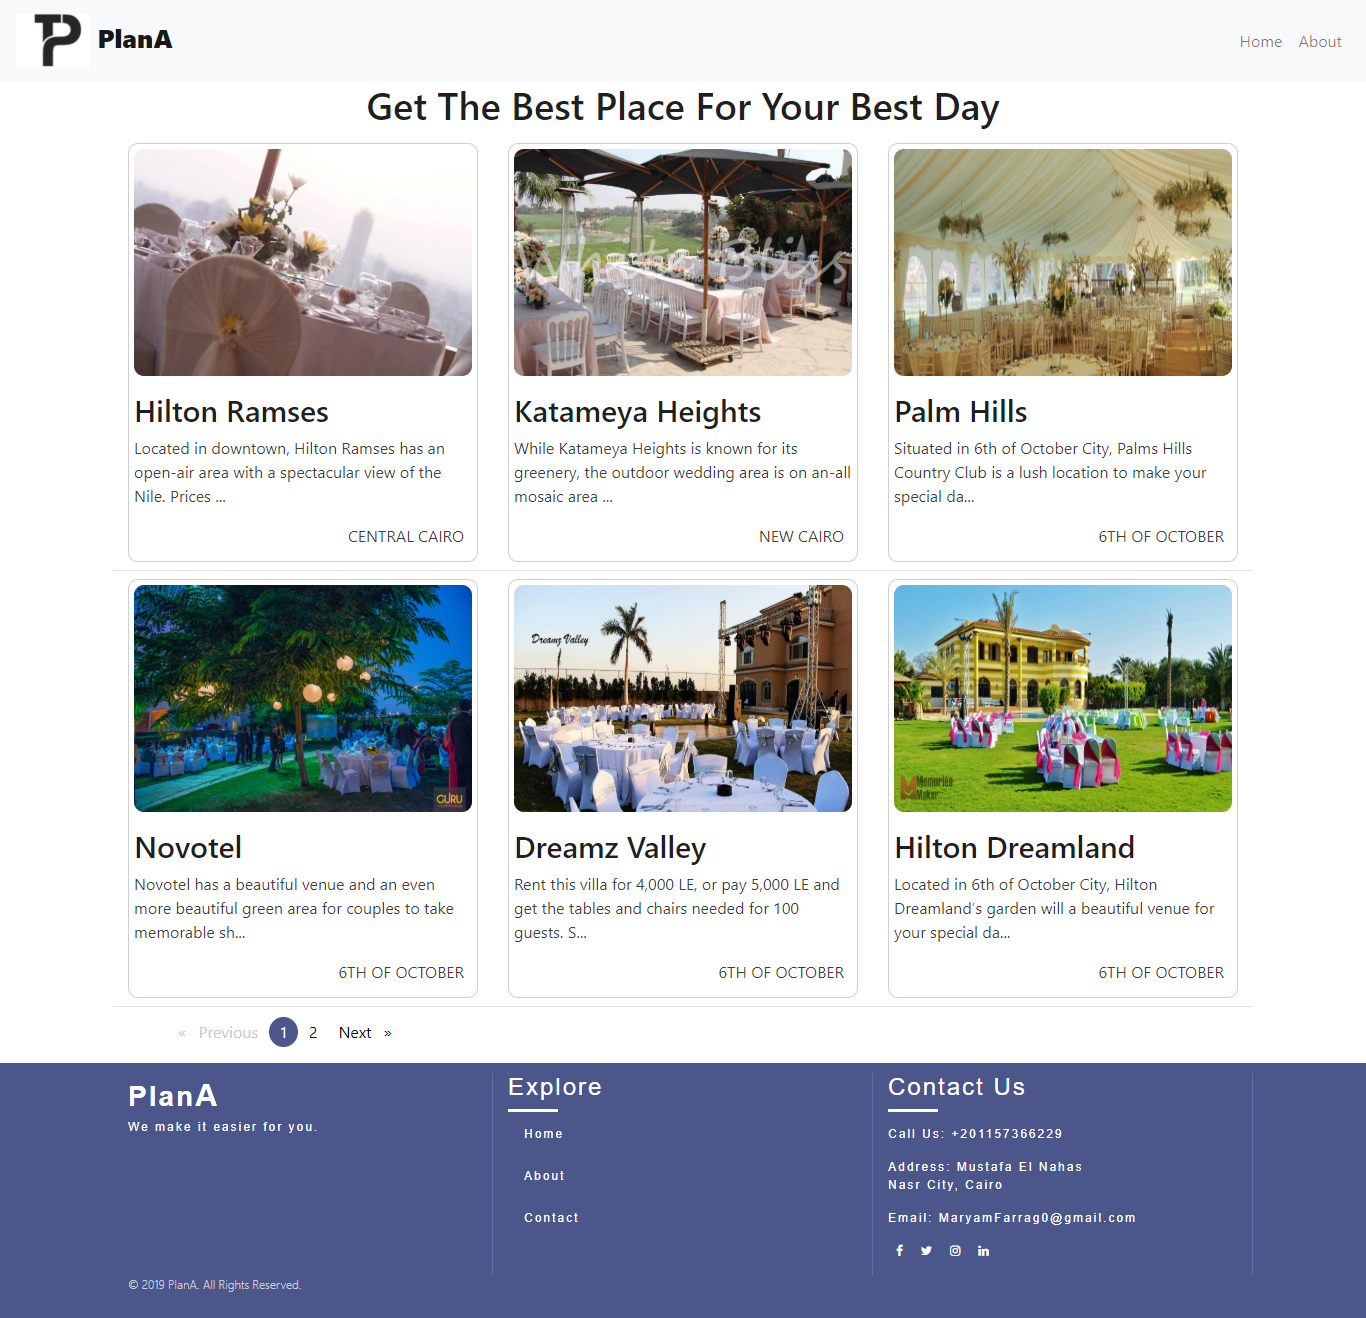 PlanA
Home About
Get The Best Place For Your Best Day
White Bliss
Hilton Ramses
Located in downtown, Hilton Ramses has an
open-air area with a spectacular view of the
Nile. Prices ...
CENTRAL CAIRO
Katameya Heights
While Katameya Heights is known for its
greenery, the outdoor wedding area is on an-all
mosaic area ...
NEW CAIRO
Palm Hills
Situated in 6th of October City, Palms Hills
Country Club is a lush location to make your
special da...
6TH OF OCTOBER
GURU
Novotel
Novotel has a beautiful venue and an even
more beautiful green area for couples to take
memorable sh...
6TH OF OCTOBER
Dreamz Valley
Dreamz Valley
Rent this villa for 4,000 LE, or pay 5,000 LE and
get the tables and chairs needed for 100
guests. S...
6TH OF OCTOBER
Memories
Maker
Hilton Dreamland
Located in 6th of October City, Hilton
Dreamland's garden will a beautiful venue for
your special da...
6TH OF OCTOBER
« Previous 1 2 Next »
PlanA
We make it easier for you.
Explore
Home
About
Contact
Contact Us
Call Us: +201157366229
Address: Mustafa El Nahas
Nasr City, Cairo
Email: MaryamFarrag0@gmail.com
© 2019 PlanA. All Rights Reserved.